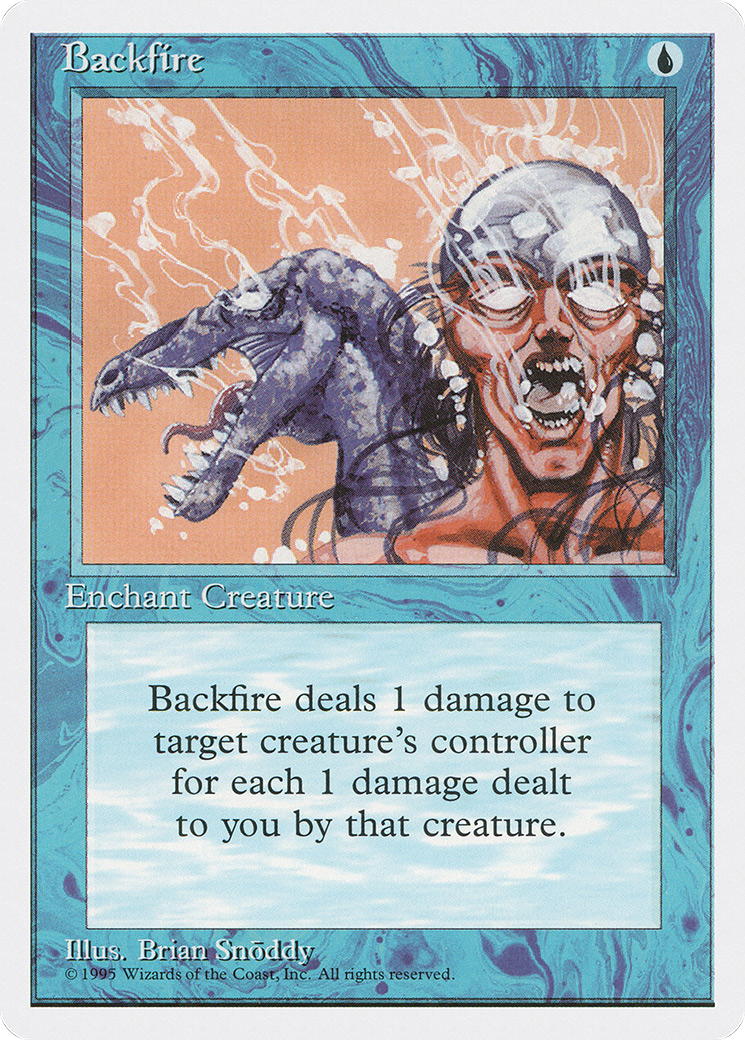 Backfire
Enchant Creature
Backfire deals 1 damage to
target creature's controller
for each 1 damage dealt
to you by that creature.
Illus. Brian Snōddy
© 1995 Wizards of the Coast, Inc. All rights reserved.